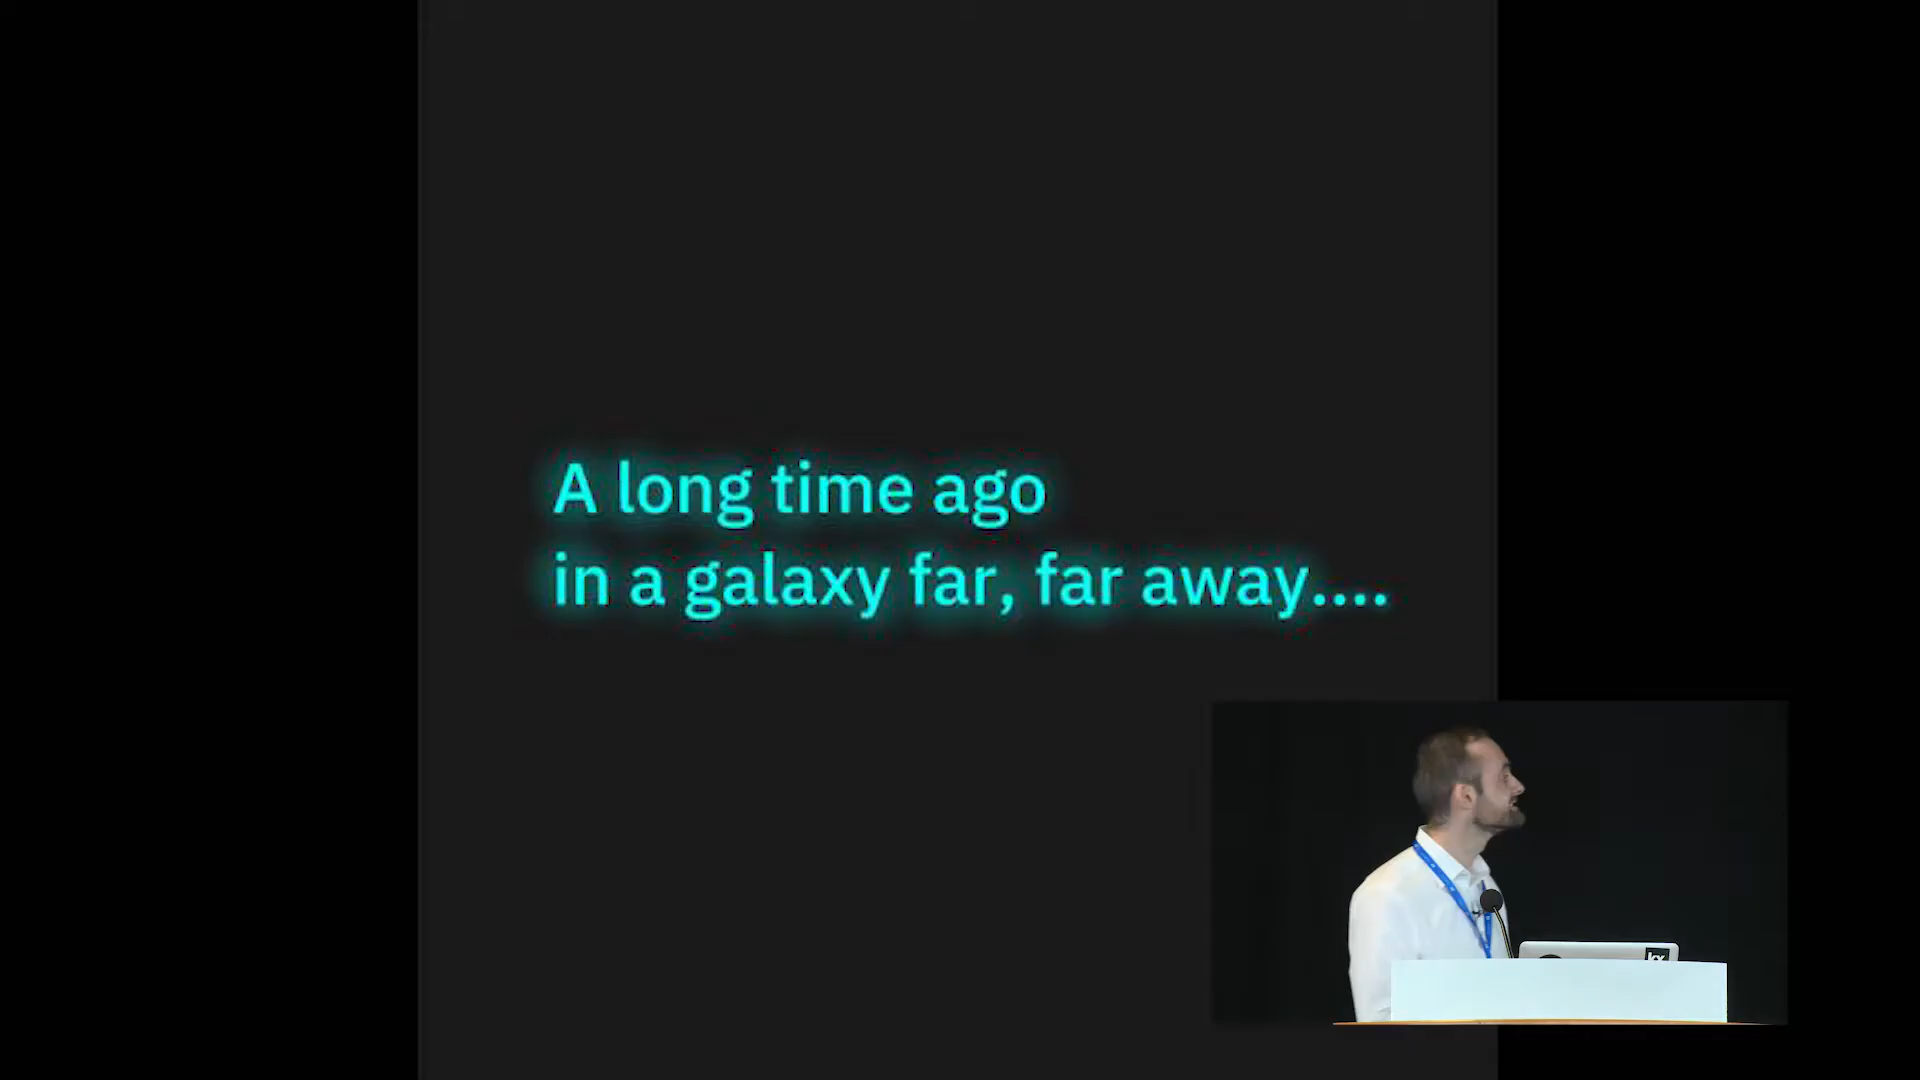 A long time ago
in a galaxy far, far away....